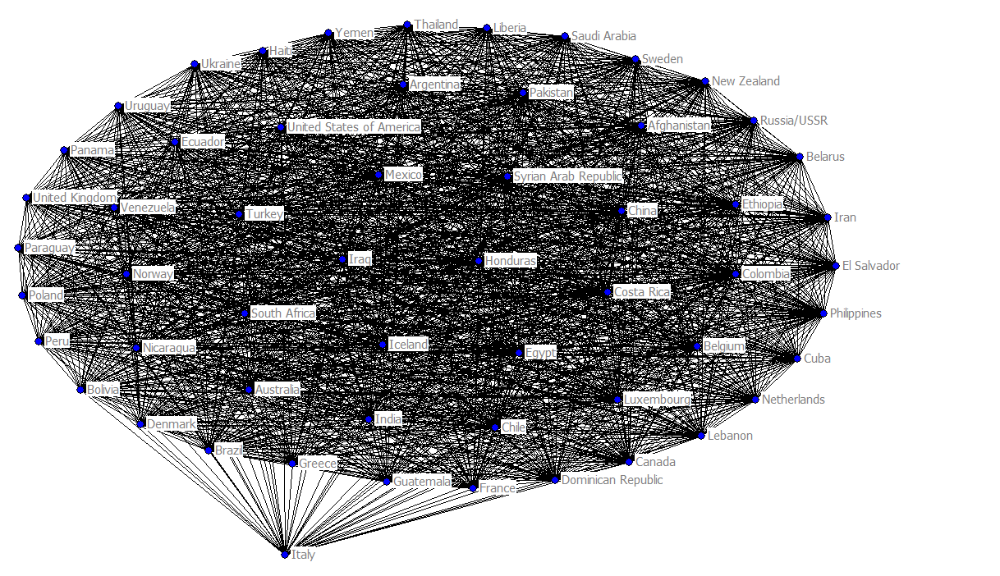 Thailand
Liberia
Yemen
Saudi Arabia
Haiti
Sweden
Ukraine
New Zealand
Argentina
Pakistan
Uruguay
Russia/USSR
United States of America
Afghanistan
Ecuador
Panama
Belarus
Mexico
Syrian Arab Republic
United Kingdom
Venezuela
Ethiopia
Turkey
China
Iran
Paraguay
Iraq
Honduras
El Salvador
Norway
Colombia
Poland
Costa Rica
South Africa
Philippines
Peru
Nicaragua
Iceland
Egypt
Belgium
Cuba
Bolivia
Australia
Luxembourg
Netherlands
Denmark
India
Chile
Lebanon
Brazil
Greece
Canada
Guatemala
France
Dominican Republic
Italy